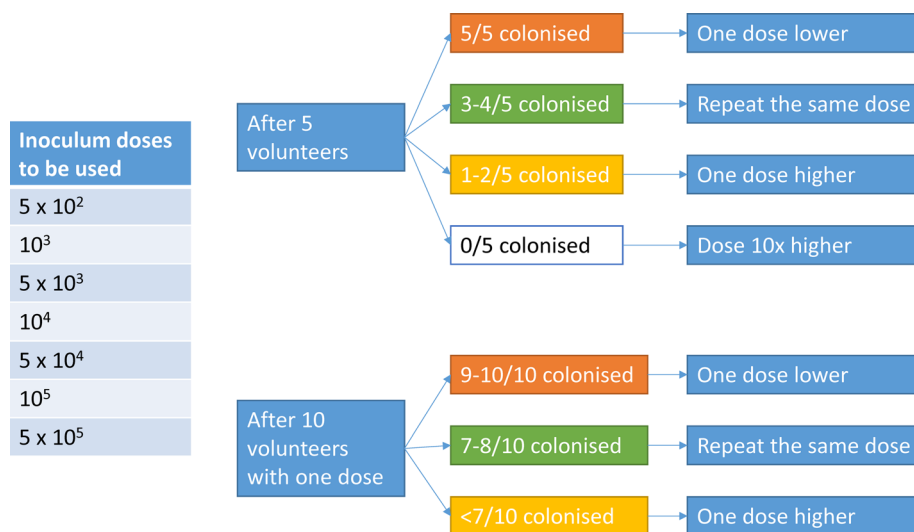 Inoculum doses
to be used
5 x 10²
10³
5 x 10³
10⁴
5 x 10⁴
10⁵
5 x 10⁵
After 5
volunteers
5/5 colonised
One dose lower
3-4/5 colonised
Repeat the same dose
1-2/5 colonised
One dose higher
0/5 colonised
Dose 10x higher
After 10
volunteers
with one dose
9-10/10 colonised
One dose lower
7-8/10 colonised
Repeat the same dose
<7/10 colonised
One dose higher